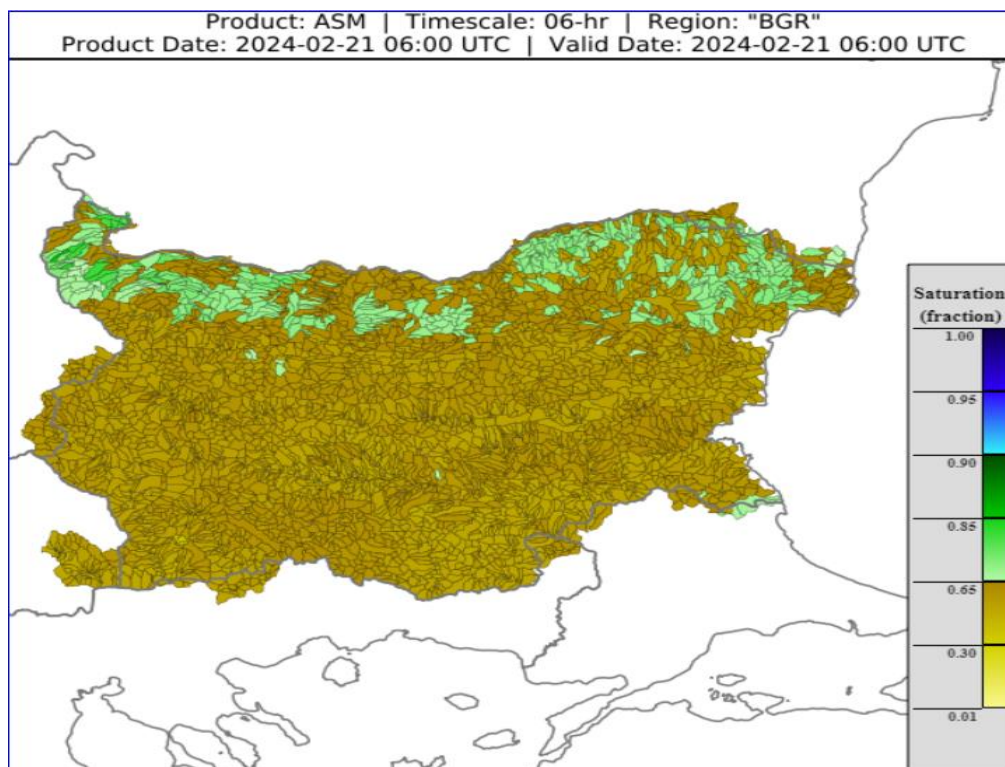 Product: ASM | Timescale: 06-hr | Region: "BGR"
Product Date: 2024-02-21 06:00 UTC | Valid Date: 2024-02-21 06:00 UTC
Saturation
(fraction)
1.00
0.95
0.90
0.85
0.65
0.30
0.01